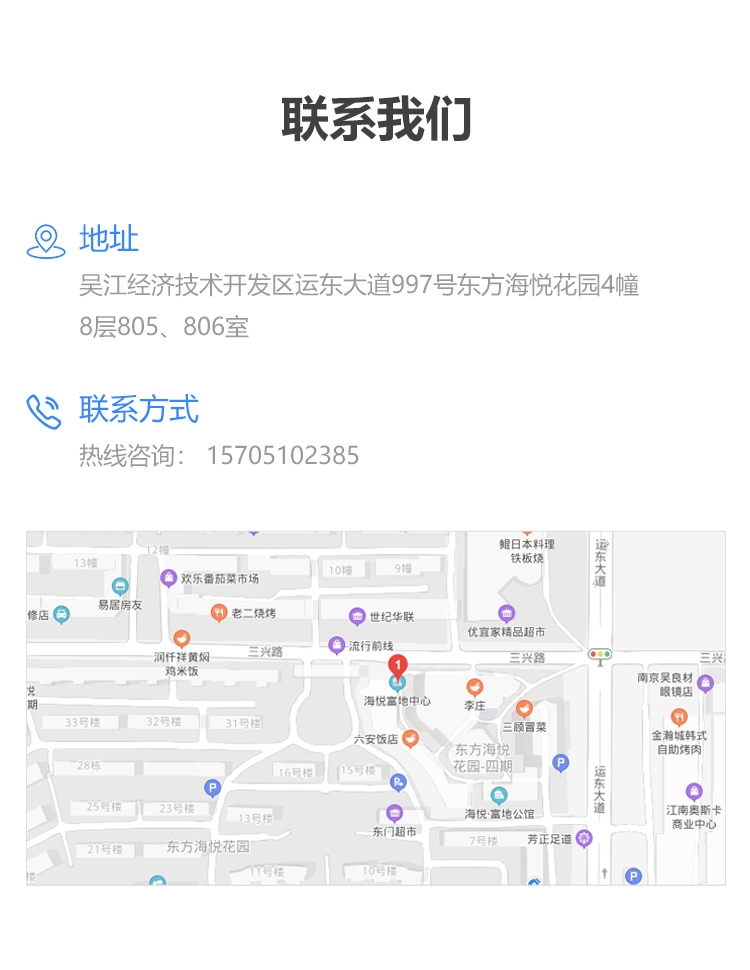 联系我们
地址
吴江经济技术开发区运东大道997号东方海悦花园4幢
8层805、806室
联系方式
热线咨询： 15705102385
鲲日本料理
铁板烧
运东大道
12幢
13幢
10幢
9幢
欢乐番茄菜市场
易居房友
修店
老二烧烤
世纪华联
优宜家精品超市
流行前线
三兴路
三兴路
三兴
润仟祥黄焖
鸡米饭
1
海悦富地中心
李庄
南京吴良材
眼镜店
悦
期
33号楼
32号楼
31号楼
三顾冒菜
金瀚城韩式
自助烤肉
六安饭店
东方海悦
花园-四期
28栋
16号楼
15号楼
P
P
P
运东大道
25号楼
23号楼
13号楼
海悦·富地公馆
江南奥斯卡
商业中心
东门超市
7号楼
芳正足道
21号楼
东方海悦花园
楼
11号楼
10号楼
P